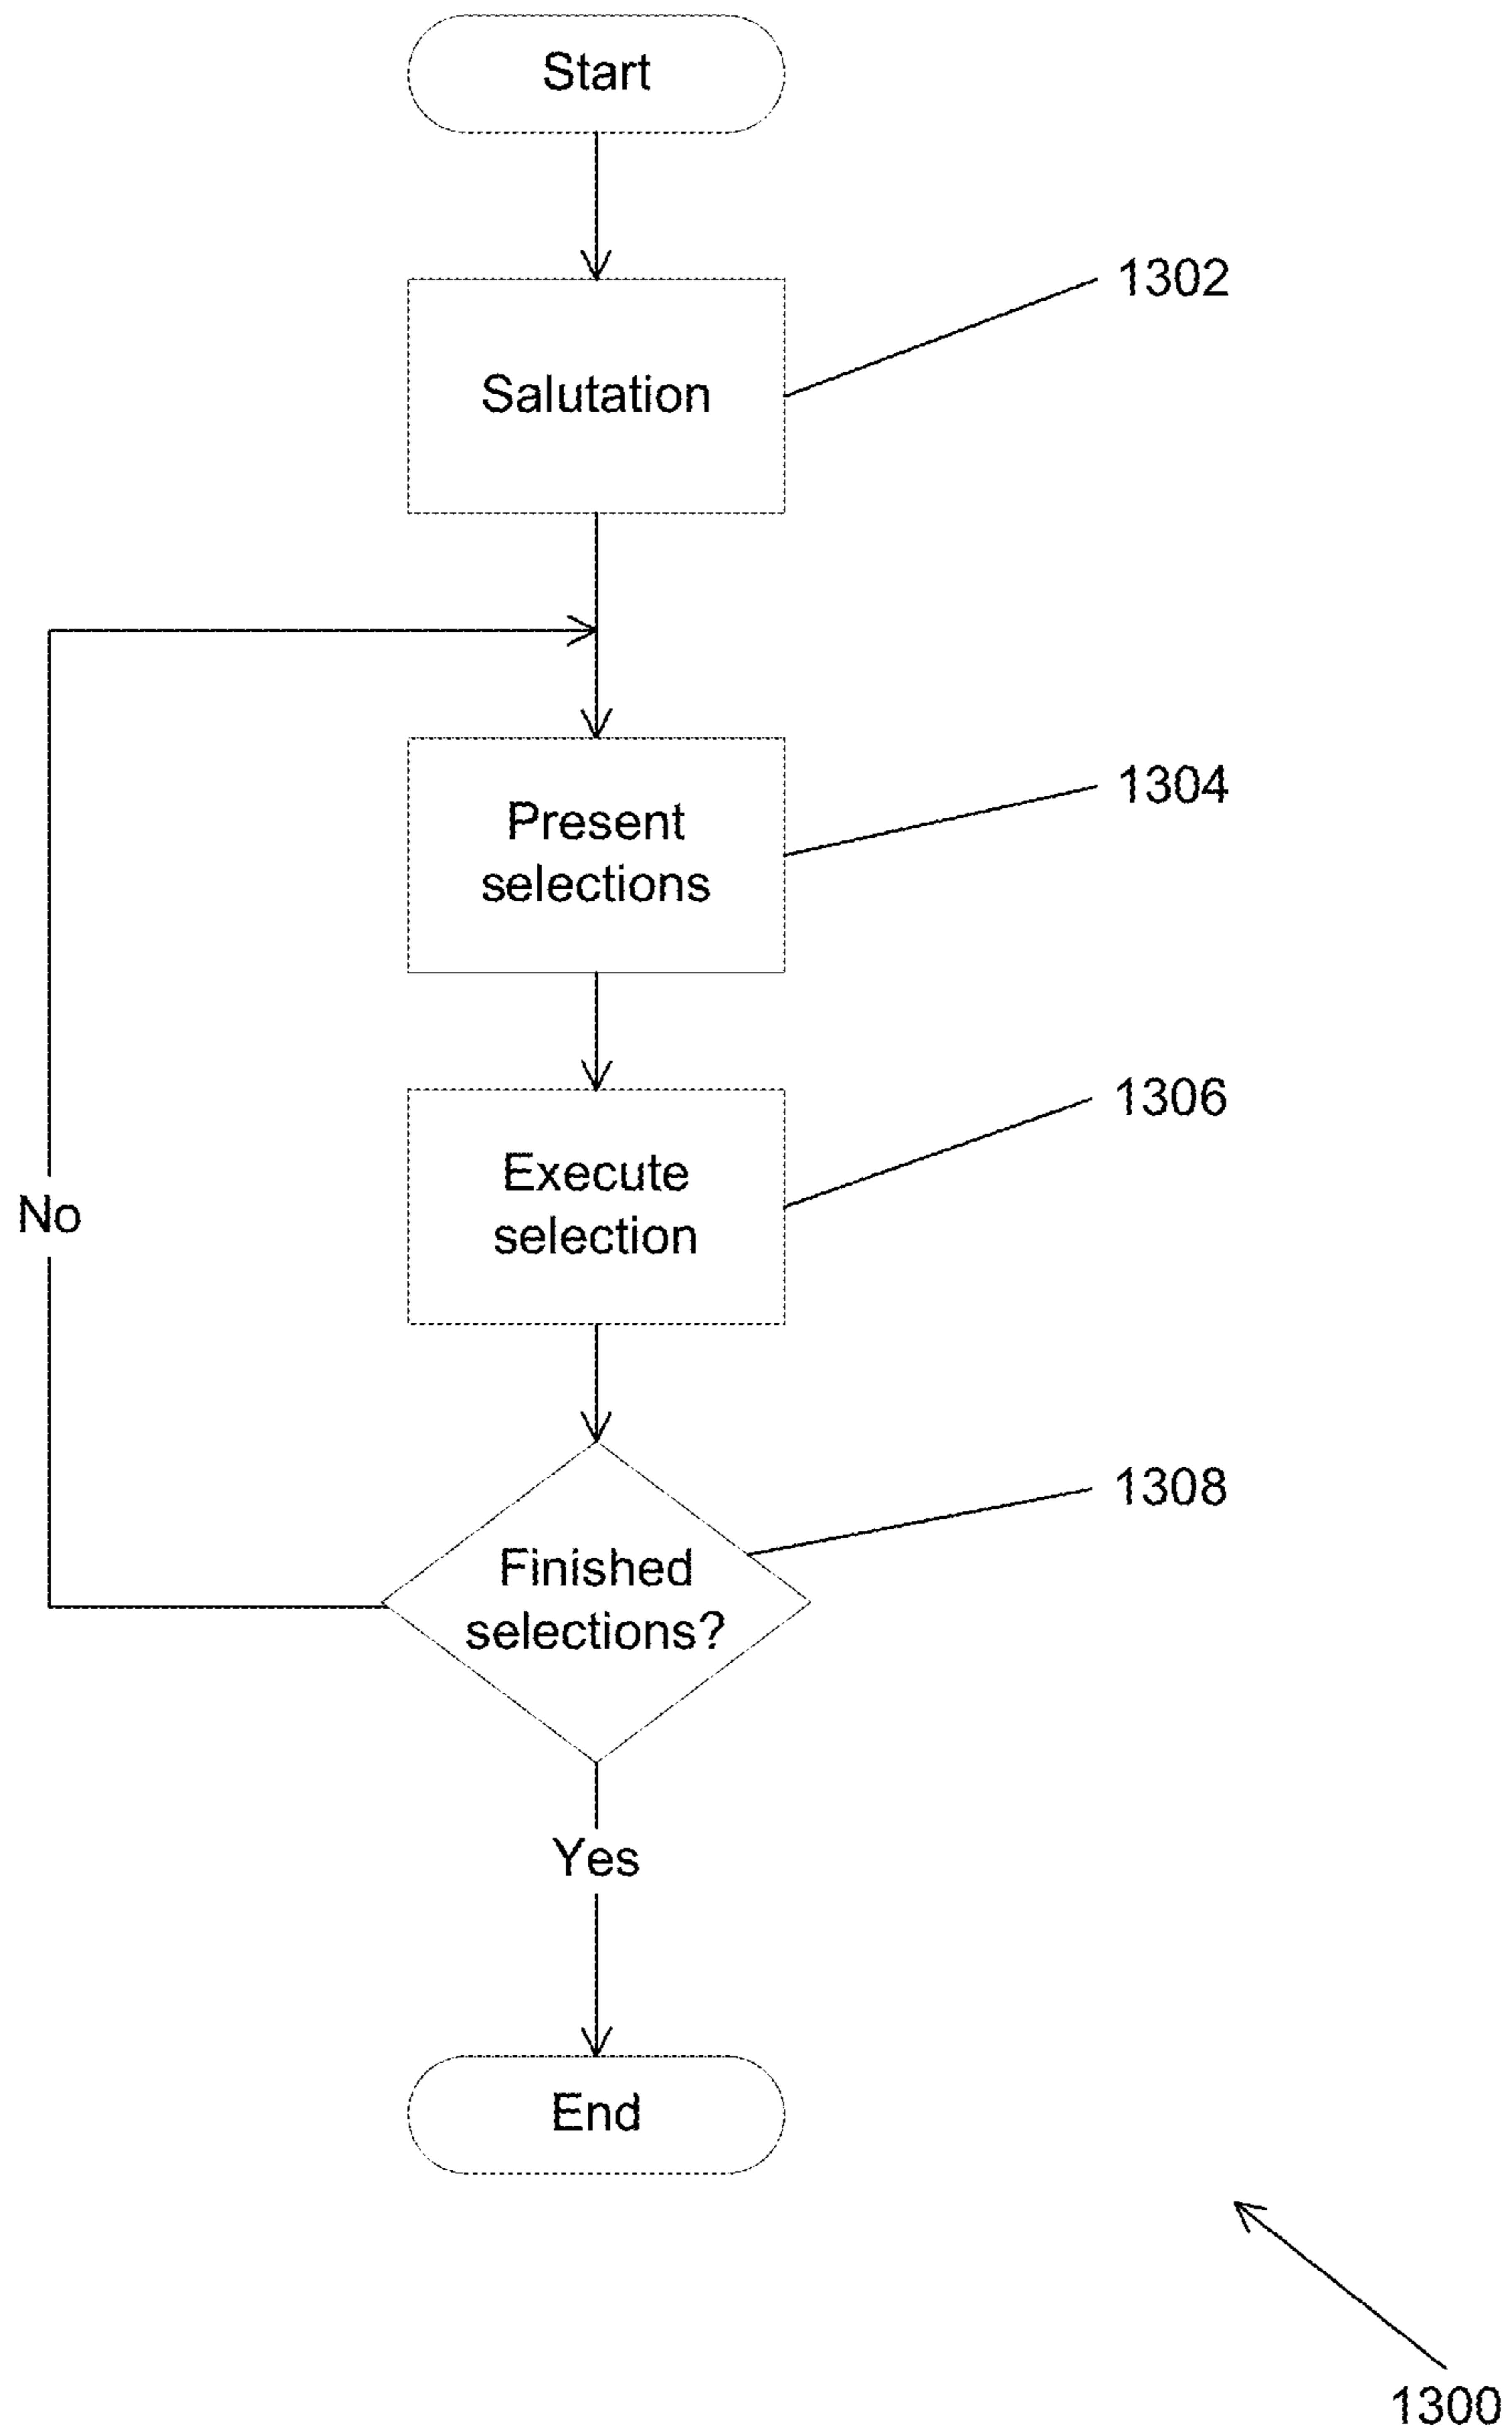 Start
1302
Salutation
1304
Present
selections
1306
Execute
selection
No
1308
Finished
selections?
Yes
End
1300